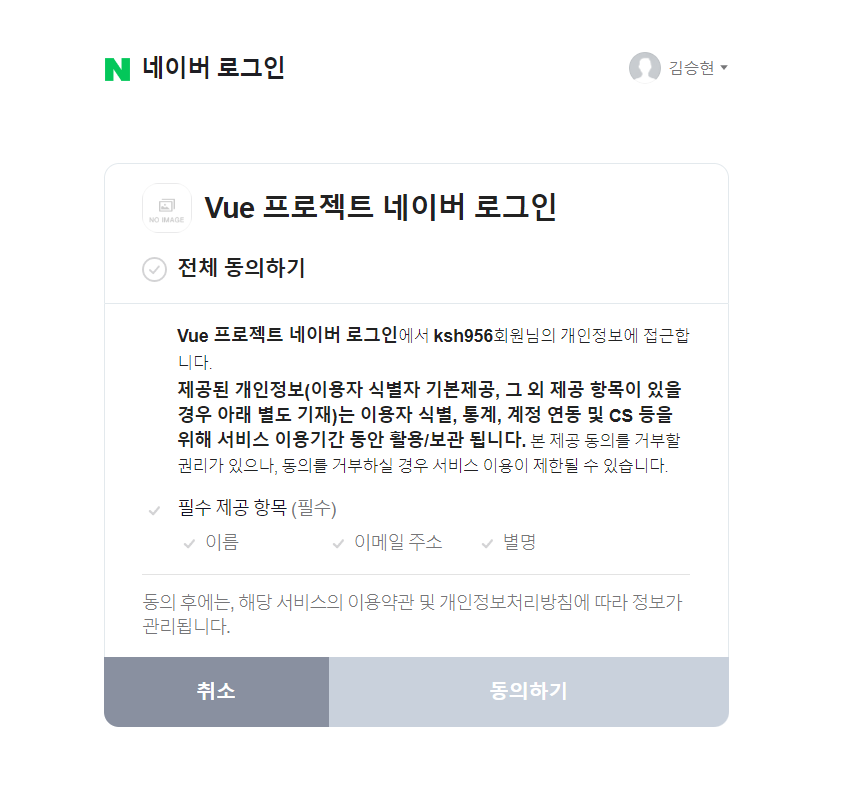 N 네이버 로그인
김승현
NO IMAGE
Vue 프로젝트 네이버 로그인
전체 동의하기
Vue 프로젝트 네이버 로그인에서 ksh956회원님의 개인정보에 접근합
니다.
제공된 개인정보(이용자 식별자 기본제공, 그 외 제공 항목이 있을
경우 아래 별도 기재)는 이용자 식별, 통계, 계정 연동 및 CS 등을
위해 서비스 이용기간 동안 활용/보관 됩니다. 본 제공 동의를 거부할
권리가 있으나, 동의를 거부하실 경우 서비스 이용이 제한될 수 있습니다.
필수 제공 항목 (필수)
이름 이메일 주소 별명
동의 후에는, 해당 서비스의 이용약관 및 개인정보처리방침에 따라 정보가
관리됩니다.
취소 동의하기